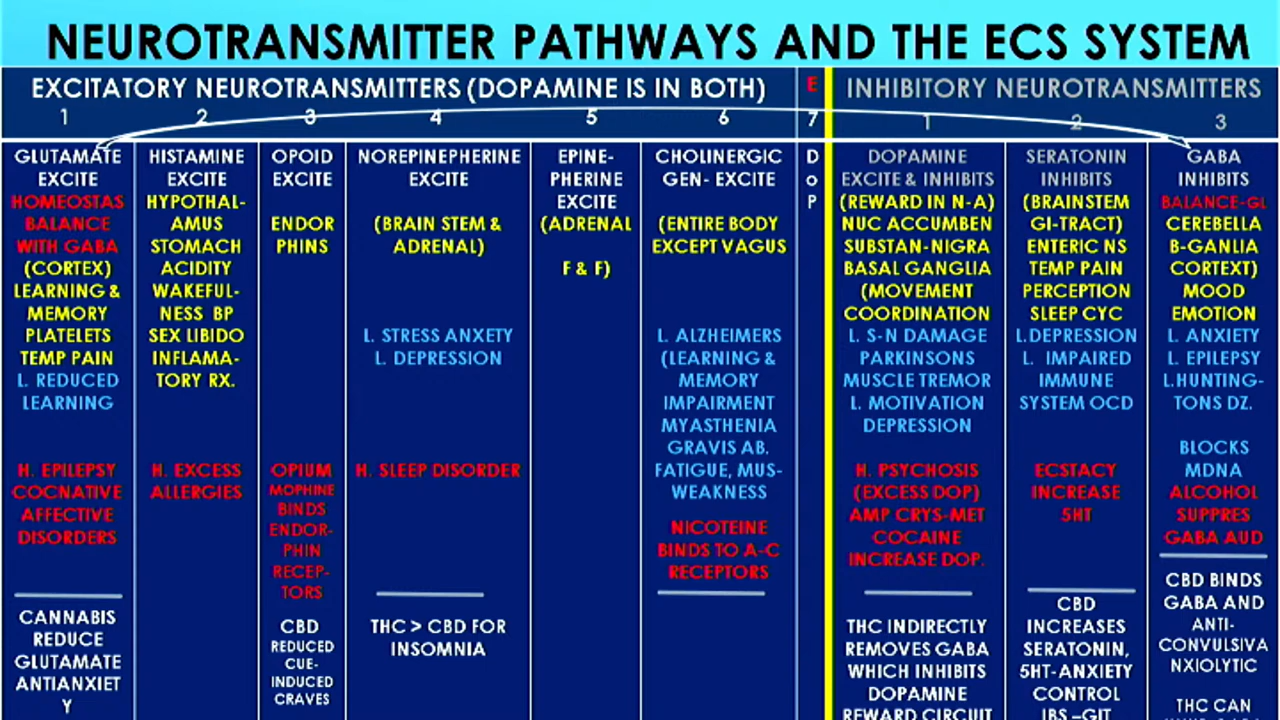 NEUROTRANSMITTER PATHWAYS AND THE ECS SYSTEM
EXCITATORY NEUROTRANSMITTERS (DOPAMINE IS IN BOTH)
E
INHIBITORY NEUROTRANSMITTERS
1
2
3
4
5
6
7
1
2
3
GLUTAMATE
EXCITE
HOMEOSTAS
BALANCE
WITH GABA
(CORTEX)
LEARNING &
MEMORY
PLATELETS
TEMP PAIN
L. REDUCED
LEARNING
H. EPILEPSY
COCNATIVE
AFFECTIVE
DISORDERS
CANNABIS
REDUCE
GLUTAMATE
ANTIANXIET
Y
HISTAMINE
EXCITE
HYPOTHAL-
AMUS
STOMACH
ACIDITY
WAKEFUL-
NESS BP
SEX LIBIDO
INFLAMA-
TORY RX.
H. EXCESS
ALLERGIES
OPOID
EXCITE
ENDOR
PHINS
OPIUM
MOPHINE
BINDS
ENDOR-
PHIN
RECEP-
TORS
CBD
REDUCED
CUE-
INDUCED
CRAVES
NOREPINEPHERINE
EXCITE
(BRAIN STEM &
ADRENAL)
L. STRESS ANXETY
L. DEPRESSION
H. SLEEP DISORDER
THC > CBD FOR
INSOMNIA
EPINE-
PHERINE
EXCITE
(ADRENAL
F & F)
CHOLINERGIC
GEN- EXCITE
(ENTIRE BODY
EXCEPT VAGUS
L. ALZHEIMERS
(LEARNING &
MEMORY
IMPAIRMENT
MYASTHENIA
GRAVIS AB.
FATIGUE, MUS-
WEAKNESS
NICOTEINE
BINDS TO A-C
RECEPTORS
D
O
P
DOPAMINE
EXCITE & INHIBITS
(REWARD IN N-A)
NUC ACCUMBEN
SUBSTAN-NIGRA
BASAL GANGLIA
(MOVEMENT
COORDINATION
L. S-N DAMAGE
PARKINSONS
MUSCLE TREMOR
L. MOTIVATION
DEPRESSION
H. PSYCHOSIS
(EXCESS DOP)
AMP CRYS-MET
COCAINE
INCREASE DOP.
THC INDIRECTLY
REMOVES GABA
WHICH INHIBITS
DOPAMINE
REWARD CIRCUIT
SERATONIN
INHIBITS
(BRAINSTEM
GI-TRACT)
ENTERIC NS
TEMP PAIN
PERCEPTION
SLEEP CYC
L.DEPRESSION
L. IMPAIRED
IMMUNE
SYSTEM OCD
ECSTACY
INCREASE
5HT
CBD
INCREASES
SERATONIN,
5HT-ANXIETY
CONTROL
IBS –GIT
GABA
INHIBITS
BALANCE-GL
CEREBELLA
B-GANLIA
CORTEXT)
MOOD
EMOTION
L. ANXIETY
L. EPILEPSY
L.HUNTING-
TONS DZ.
BLOCKS
MDNA
ALCOHOL
SUPPRES
GABA AUD
CBD BINDS
GABA AND
ANTI-
CONVULSIVA
NXIOLYTIC
THC CAN